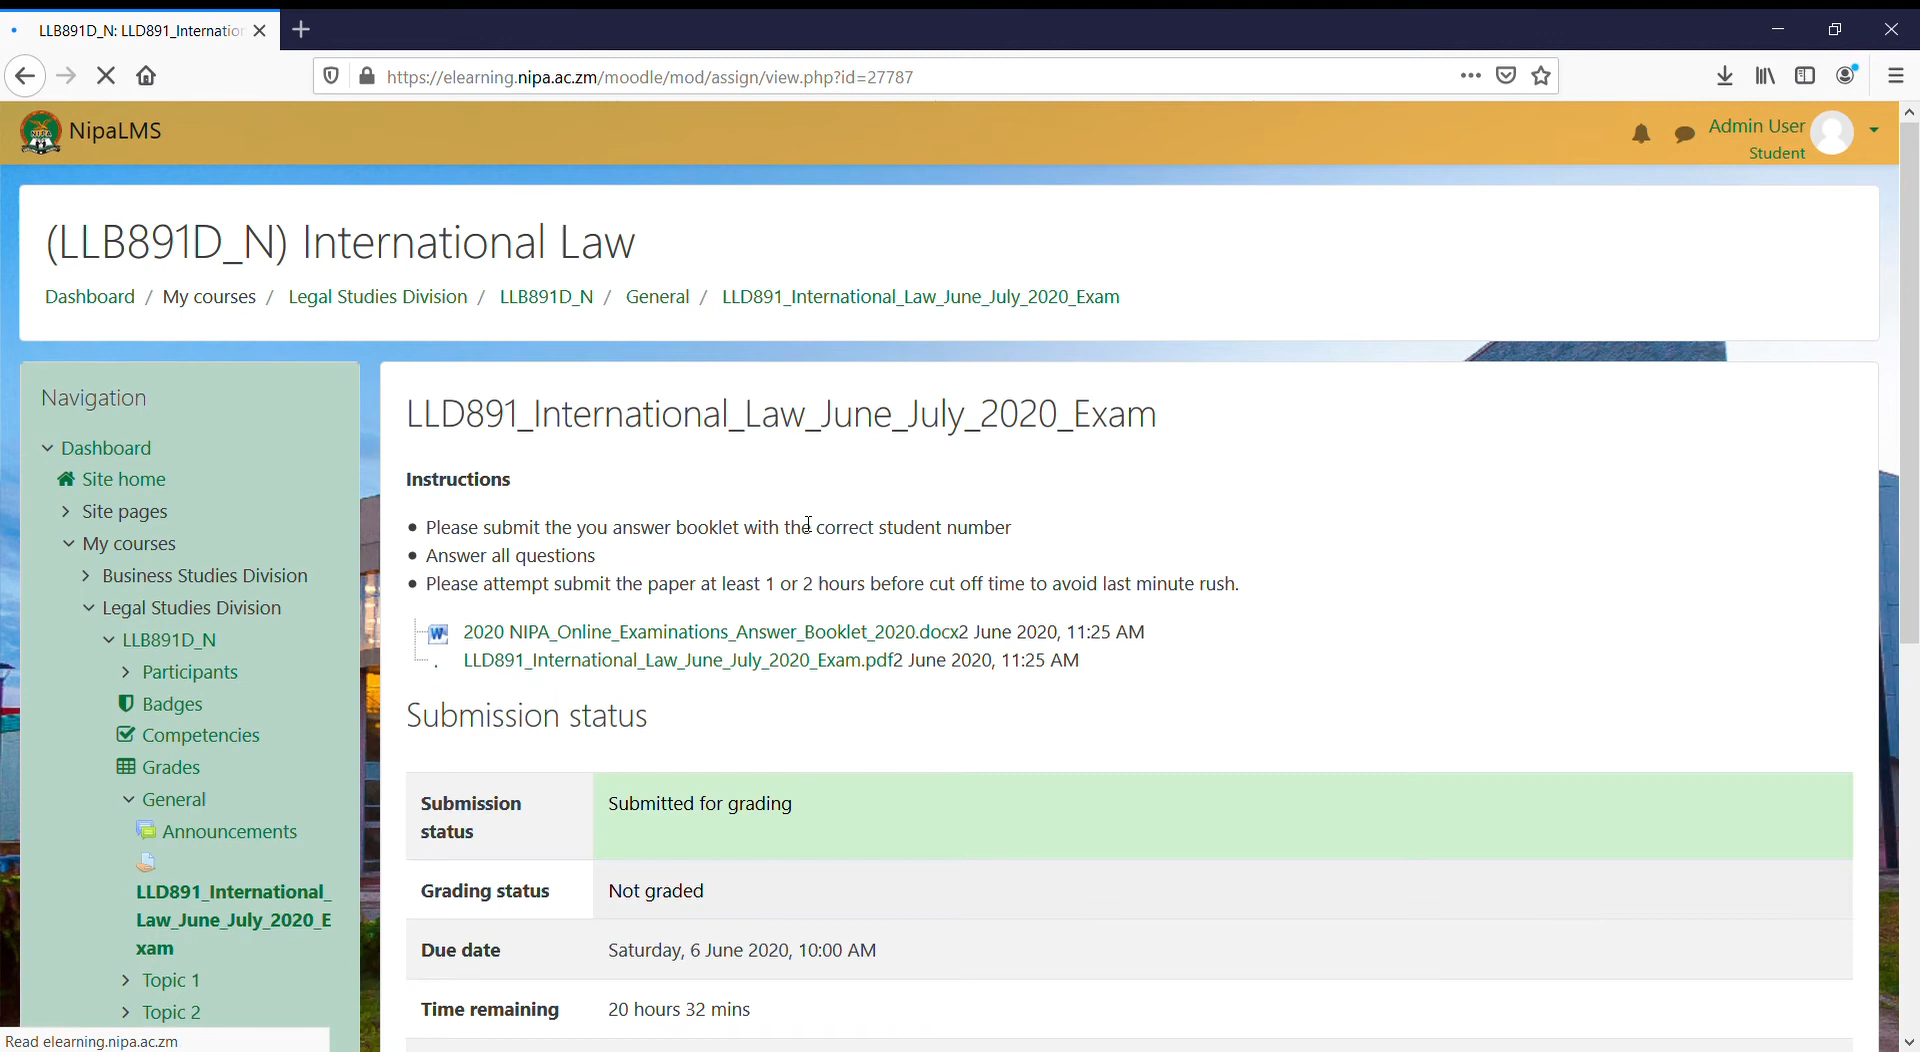 LLB891D_N: LLD891_Internatio
https://elearning.nipa.ac.zm/moodle/mod/assign/view.php?id=27787
NipaLMS
Admin User
Student
(LLB891D_N) International Law
Dashboard / My courses / Legal Studies Division / LLB891D_N / General / LLD891_International_Law_June_July_2020_Exam
Navigation
Dashboard
Site home
Site pages
My courses
Business Studies Division
Legal Studies Division
LLB891D_N
Participants
Badges
Competencies
Grades
General
Announcements
LLD891_International_
Law_June_July_2020_E
xam
Topic 1
Topic 2
LLD891_International_Law_June_July_2020_Exam
Instructions
Please submit the you answer booklet with the correct student number
Answer all questions
Please attempt submit the paper at least 1 or 2 hours before cut off time to avoid last minute rush.
2020 NIPA_Online_Examinations_Answer_Booklet_2020.docx2 June 2020, 11:25 AM
LLD891_International_Law_June_July_2020_Exam.pdf2 June 2020, 11:25 AM
Submission status
Submission status Submitted for grading
Grading status Not graded
Due date Saturday, 6 June 2020, 10:00 AM
Time remaining 20 hours 32 mins
Read elearning.nipa.ac.zm